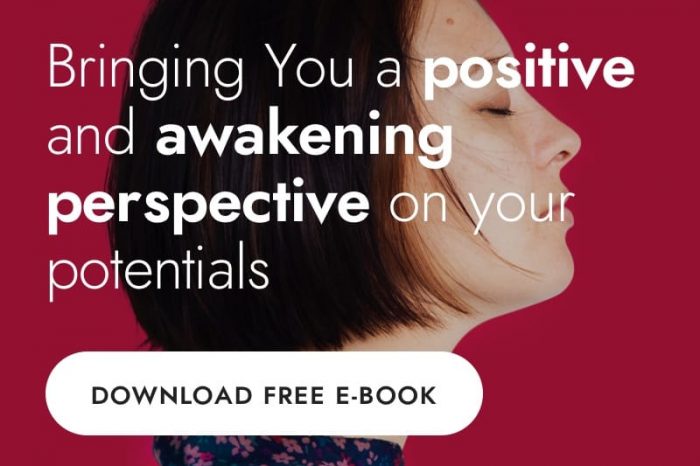 Bringing You a positive
and awakening
perspective on your
potentials
DOWNLOAD FREE E-BOOK